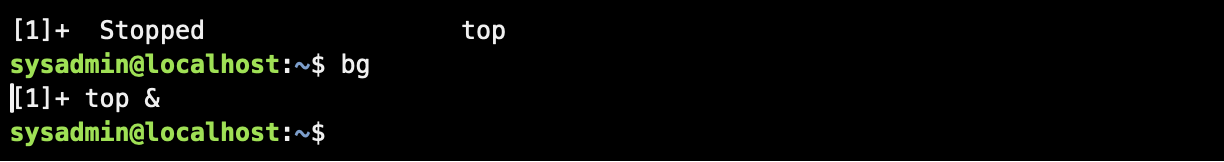 [1]+  Stopped                 top
sysadmin@localhost:~$ bg
[1]+ top &
sysadmin@localhost:~$